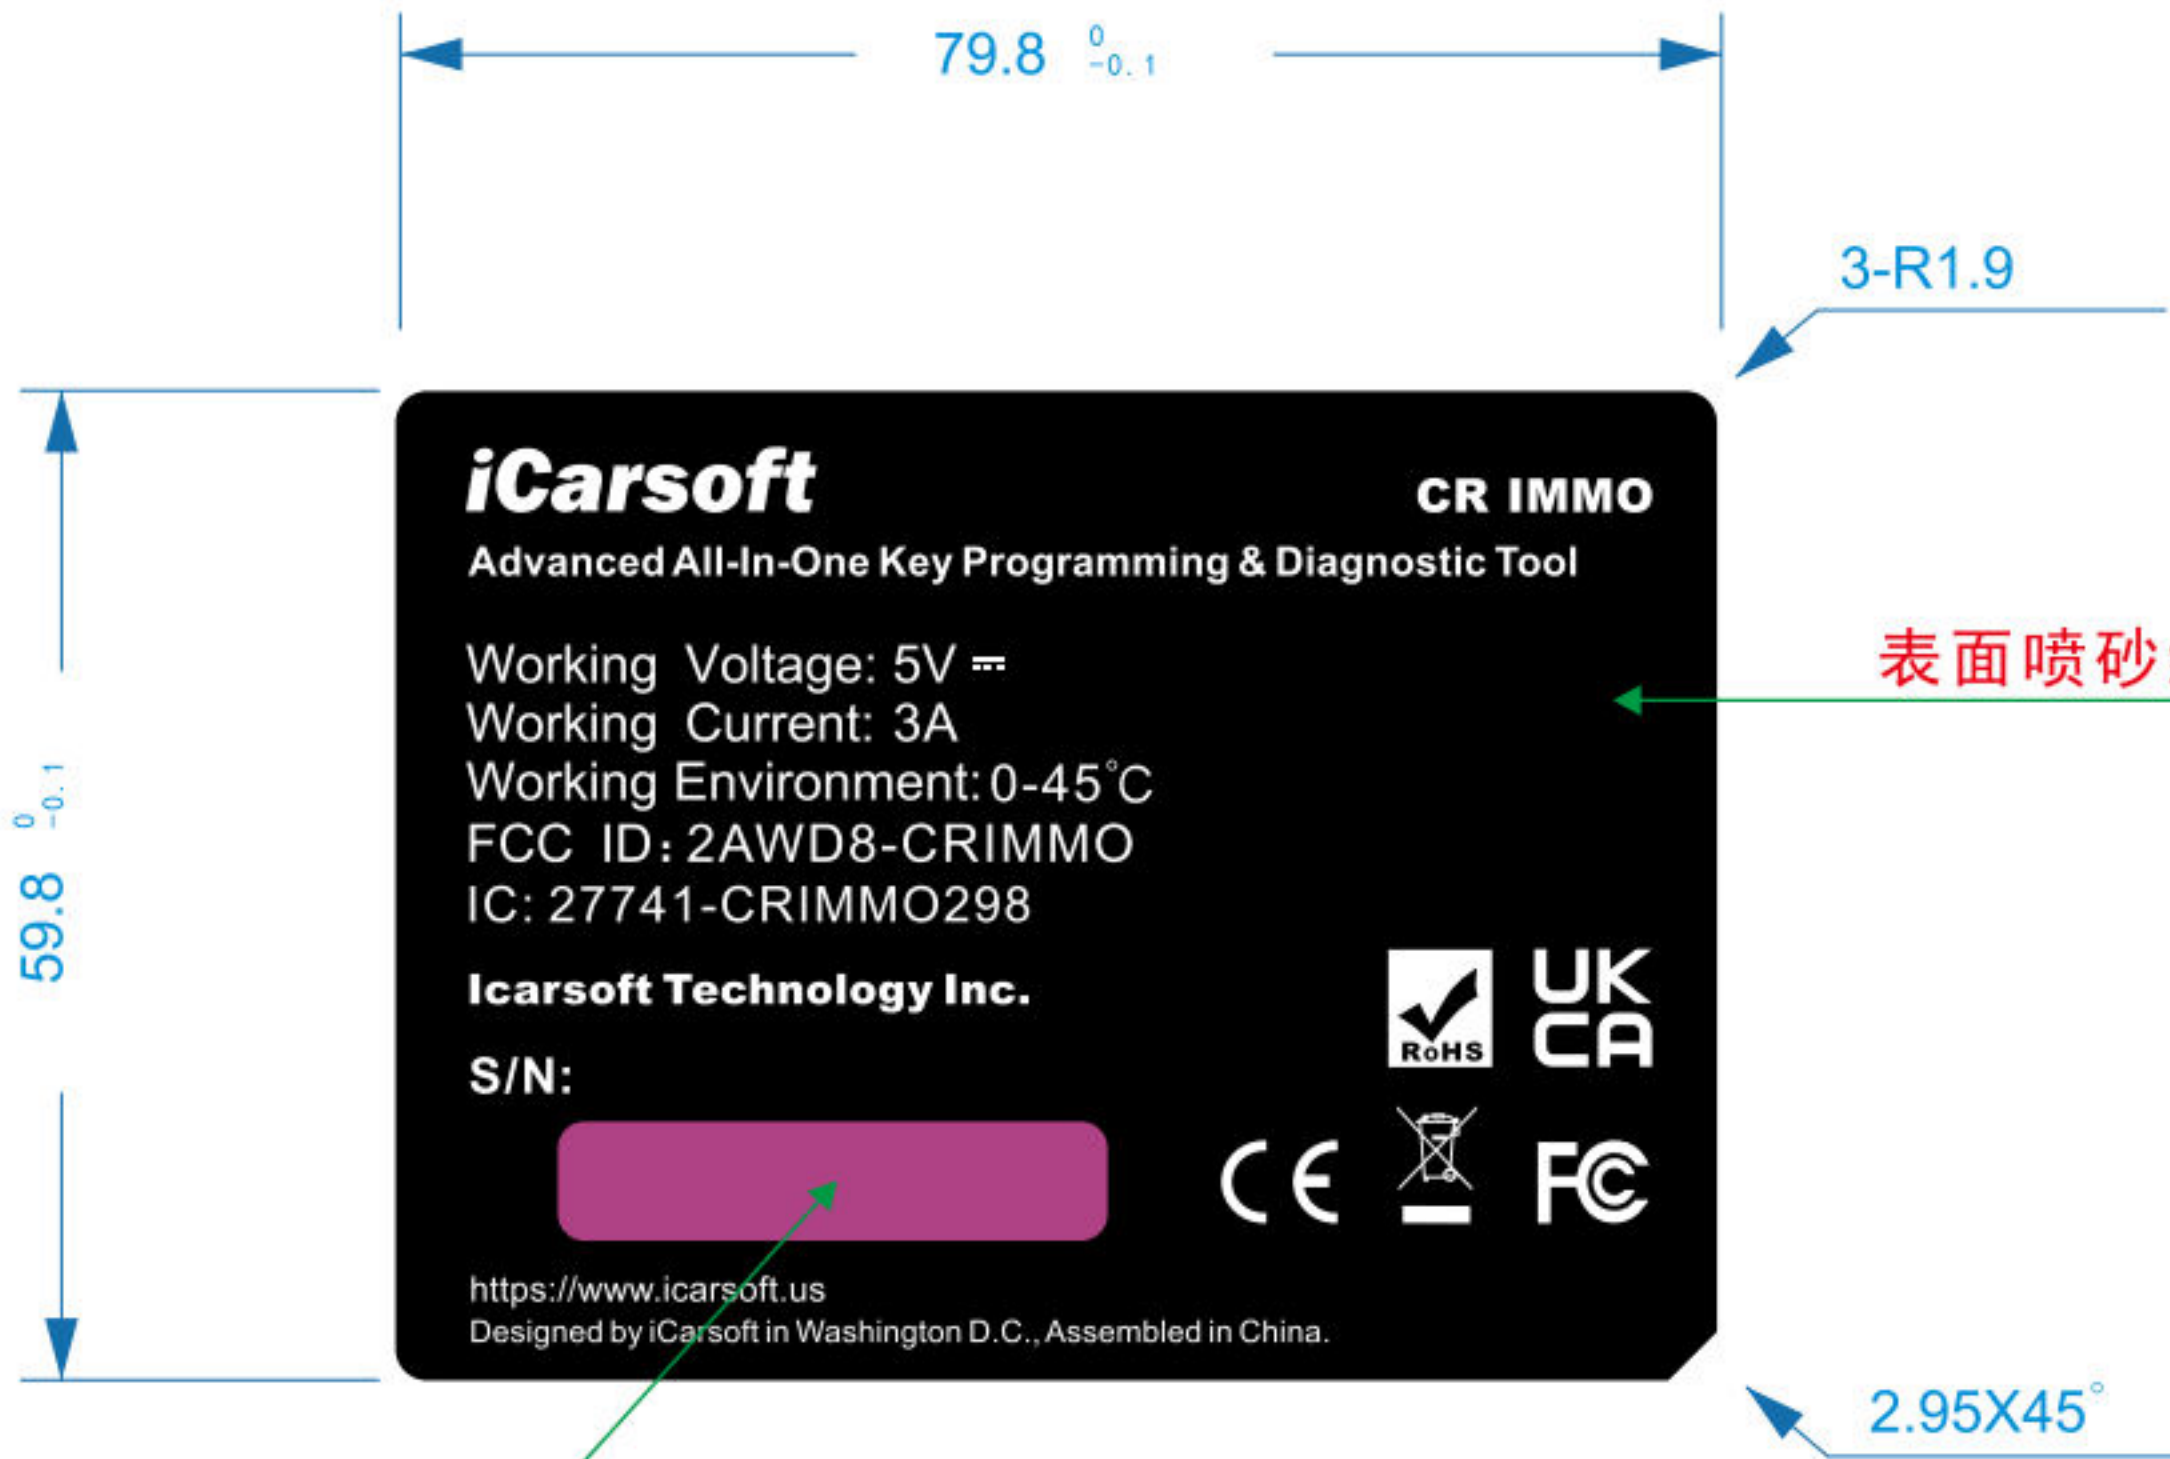 79.8 0 -0.1
3-R1.9
iCarsoft
CR IMMO
Advanced All-In-One Key Programming & Diagnostic Tool
表面喷砂
Working Voltage: 5V
Working Current: 3A
Working Environment: 0-45°C
FCC ID: 2AWD8-CRIMMO
IC: 27741-CRIMMO298
59.8 0 -0.1
Icarsoft Technology Inc.
RoHS
UK
CA
S/N:
CE
FC
https://www.icarsoft.us
Designed by iCarsoft in Washington D.C., Assembled in China.
2.95X45°